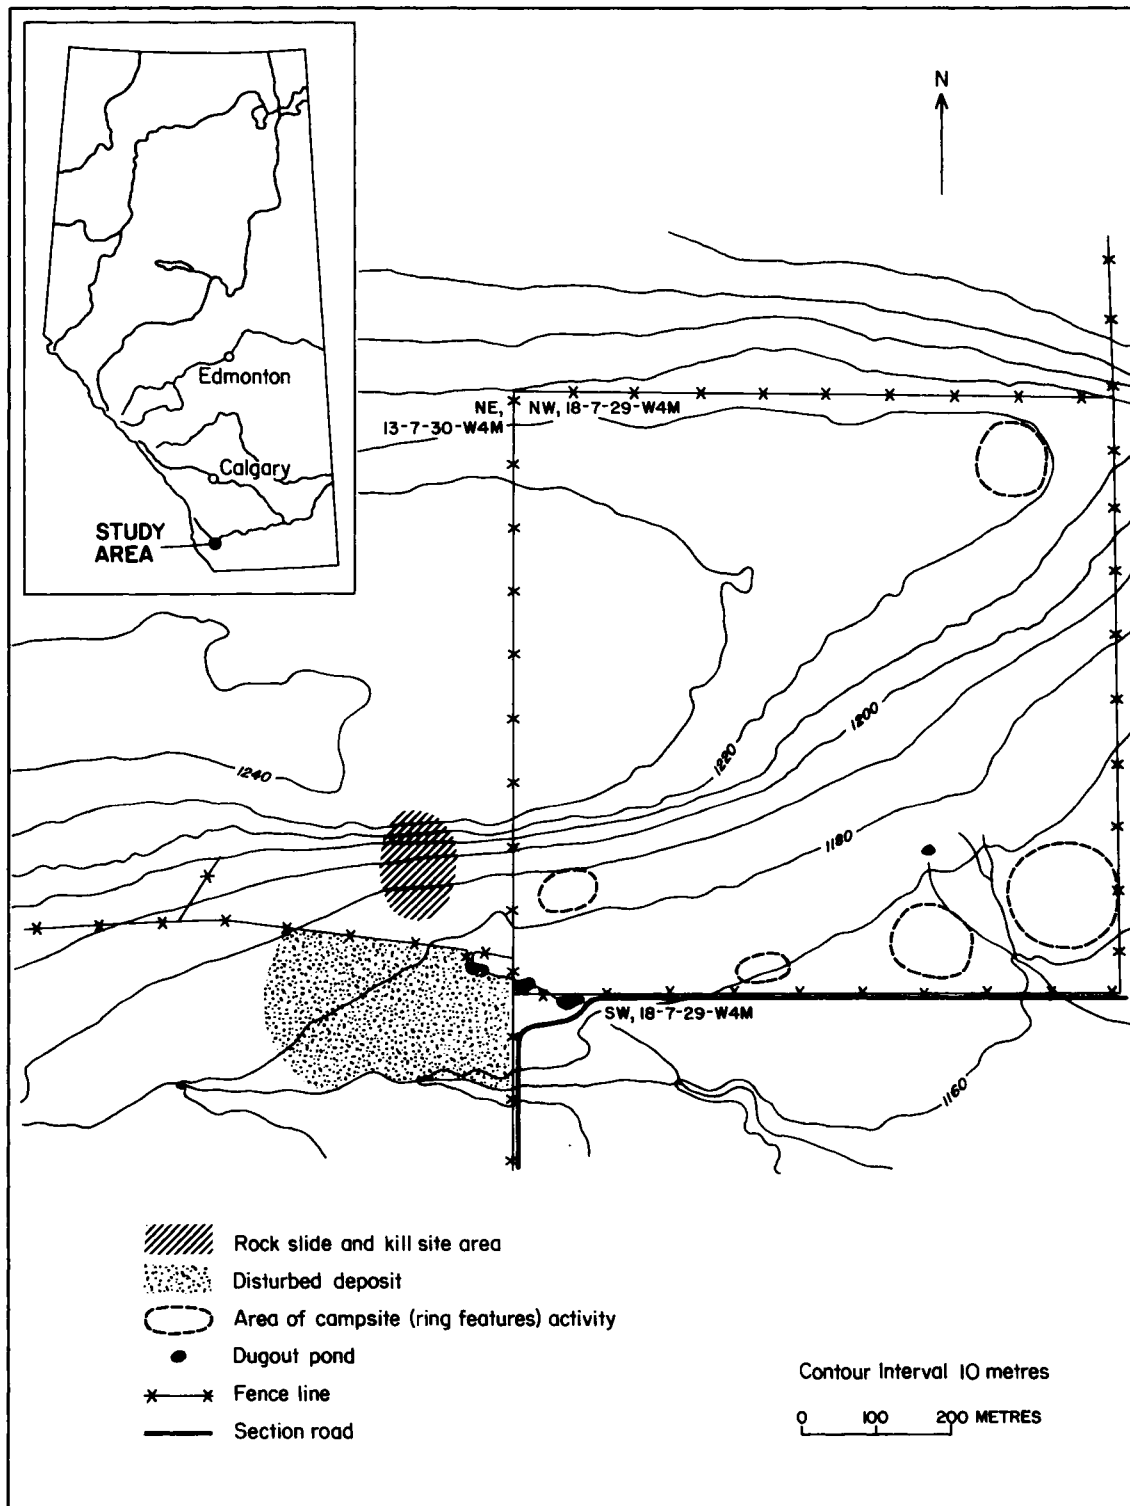 N
Edmonton
Calgary
STUDY
AREA
NE,
NW, 18-7-29-W4M
13-7-30-W4M
1240
1220
1200
1180
SW, 18-7-29-W4M
1160
Rock slide and kill site area
Disturbed deposit
Area of campsite (ring features) activity
Dugout pond
Fence line
Section road
Contour Interval 10 metres
0 100 200 METRES